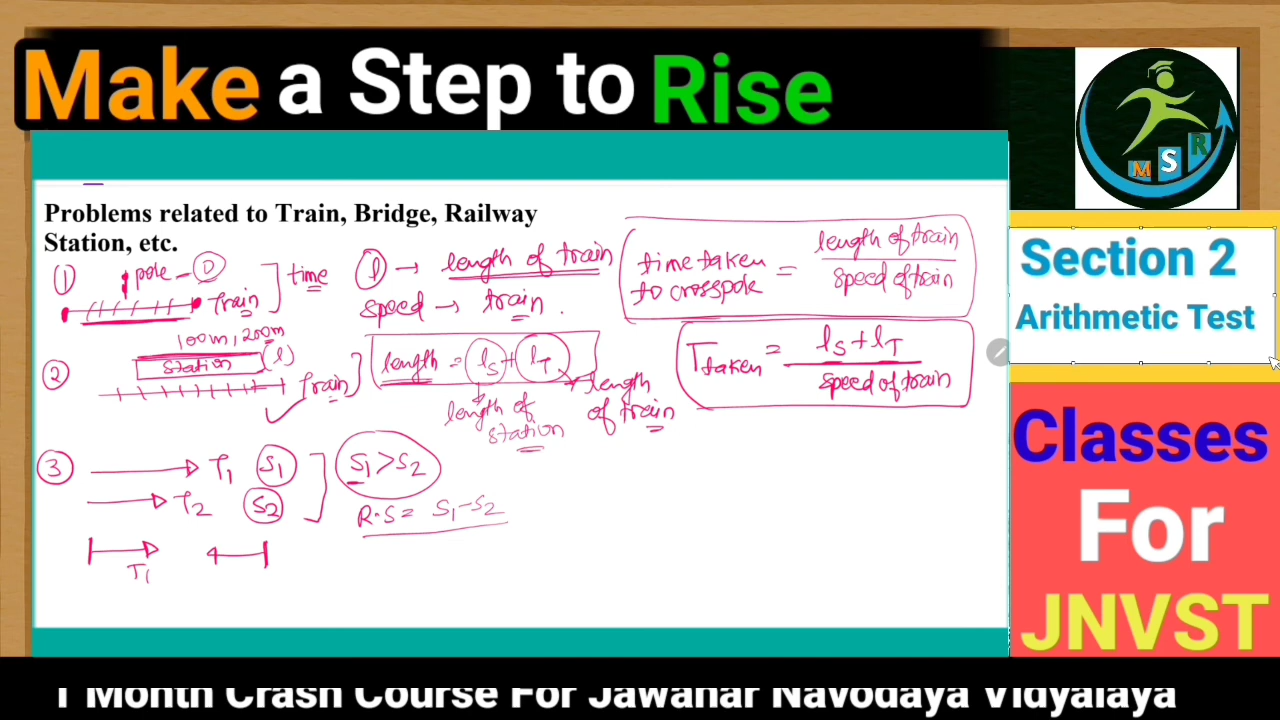 Make a Step to Rise
M S R
Problems related to Train, Bridge, Railway
Station, etc.
① pole - ⓪
Train ] time
ⓛ → length of train
speed → train.
time taken to cross pole = length of train / speed of train
② 100m, 200m
Station (l)
Train ]
length = lS + lT
length of station
length of train
Ttaken = lS + lT / speed of train
③ T1 S1
T2 S2
S1 > S2
R.S = S1 - S2
T1
Section 2
Arithmetic Test
Classes
For
JNVST
1 Month Crash Course For Jawahar Navodaya Vidyalaya